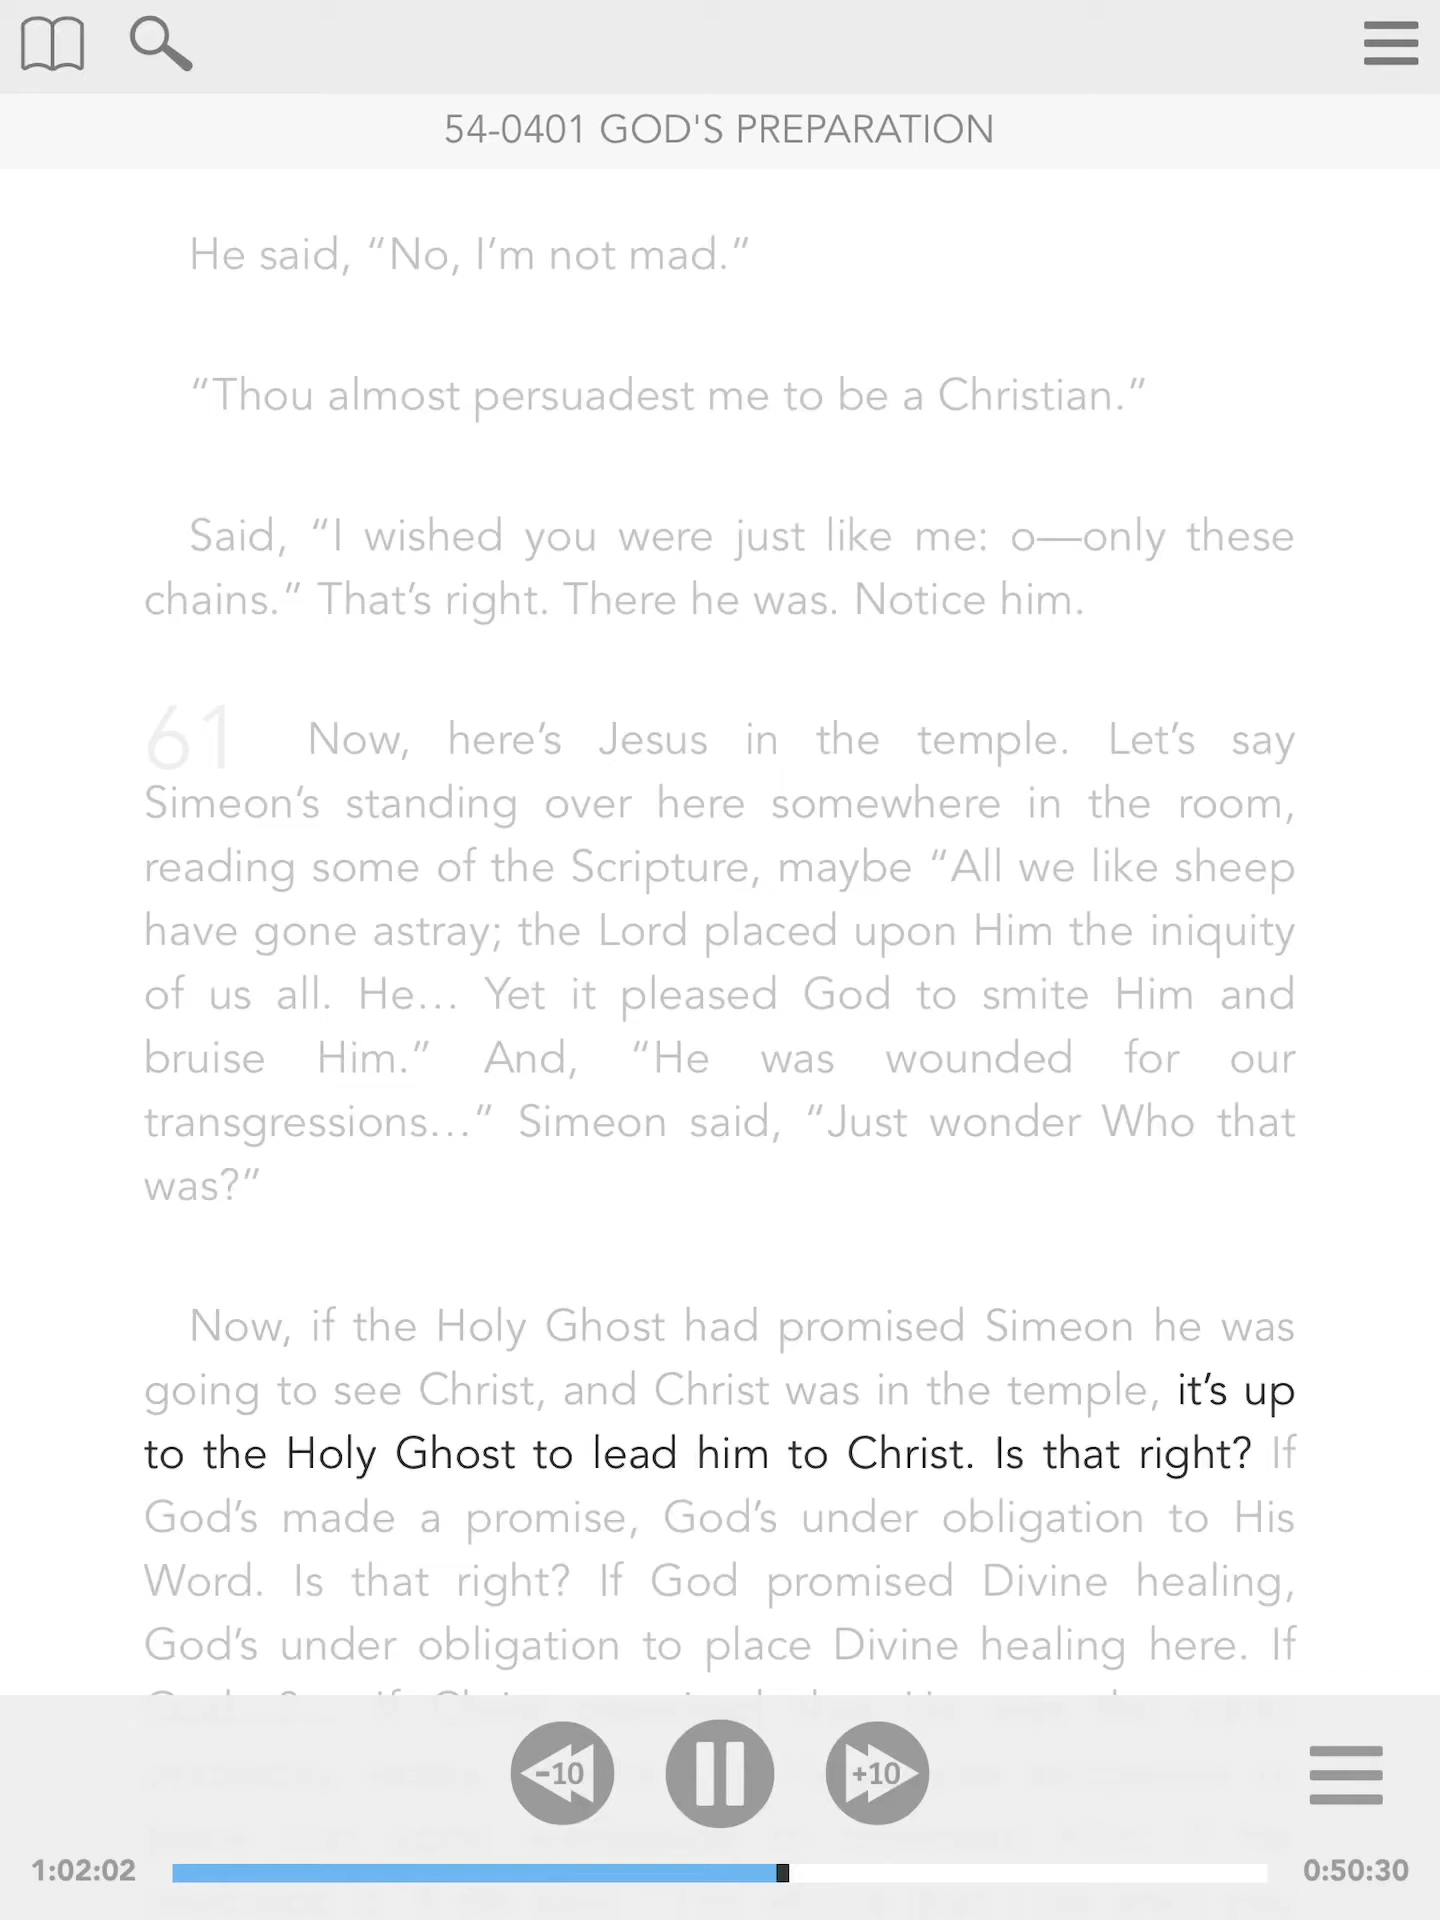 54-0401 GOD'S PREPARATION
He said, “No, I’m not mad.”
“Thou almost persuadest me to be a Christian.”
Said, “I wished you were just like me: o—only these
chains.” That’s right. There he was. Notice him.
61 Now, here’s Jesus in the temple. Let’s say
Simeon’s standing over here somewhere in the room,
reading some of the Scripture, maybe “All we like sheep
have gone astray; the Lord placed upon Him the iniquity
of us all. He… Yet it pleased God to smite Him and
bruise Him.” And, “He was wounded for our
transgressions…” Simeon said, “Just wonder Who that
was?”
Now, if the Holy Ghost had promised Simeon he was
going to see Christ, and Christ was in the temple, it’s up
to the Holy Ghost to lead him to Christ. Is that right? If
God’s made a promise, God’s under obligation to His
Word. Is that right? If God promised Divine healing,
God’s under obligation to place Divine healing here. If
-10 +10
1:02:02 0:50:30